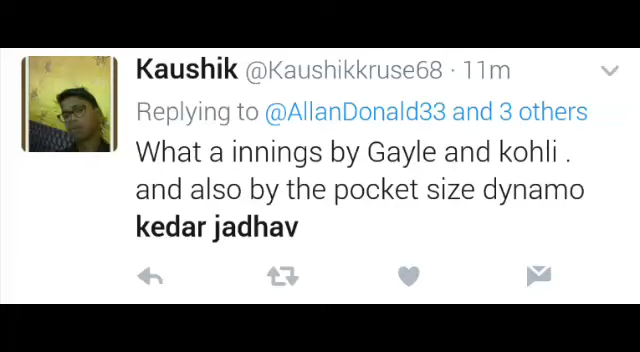 Kaushik @Kaushikkruse68 · 11m
Replying to @AllanDonald33 and 3 others
What a innings by Gayle and kohli .
and also by the pocket size dynamo
kedar jadhav